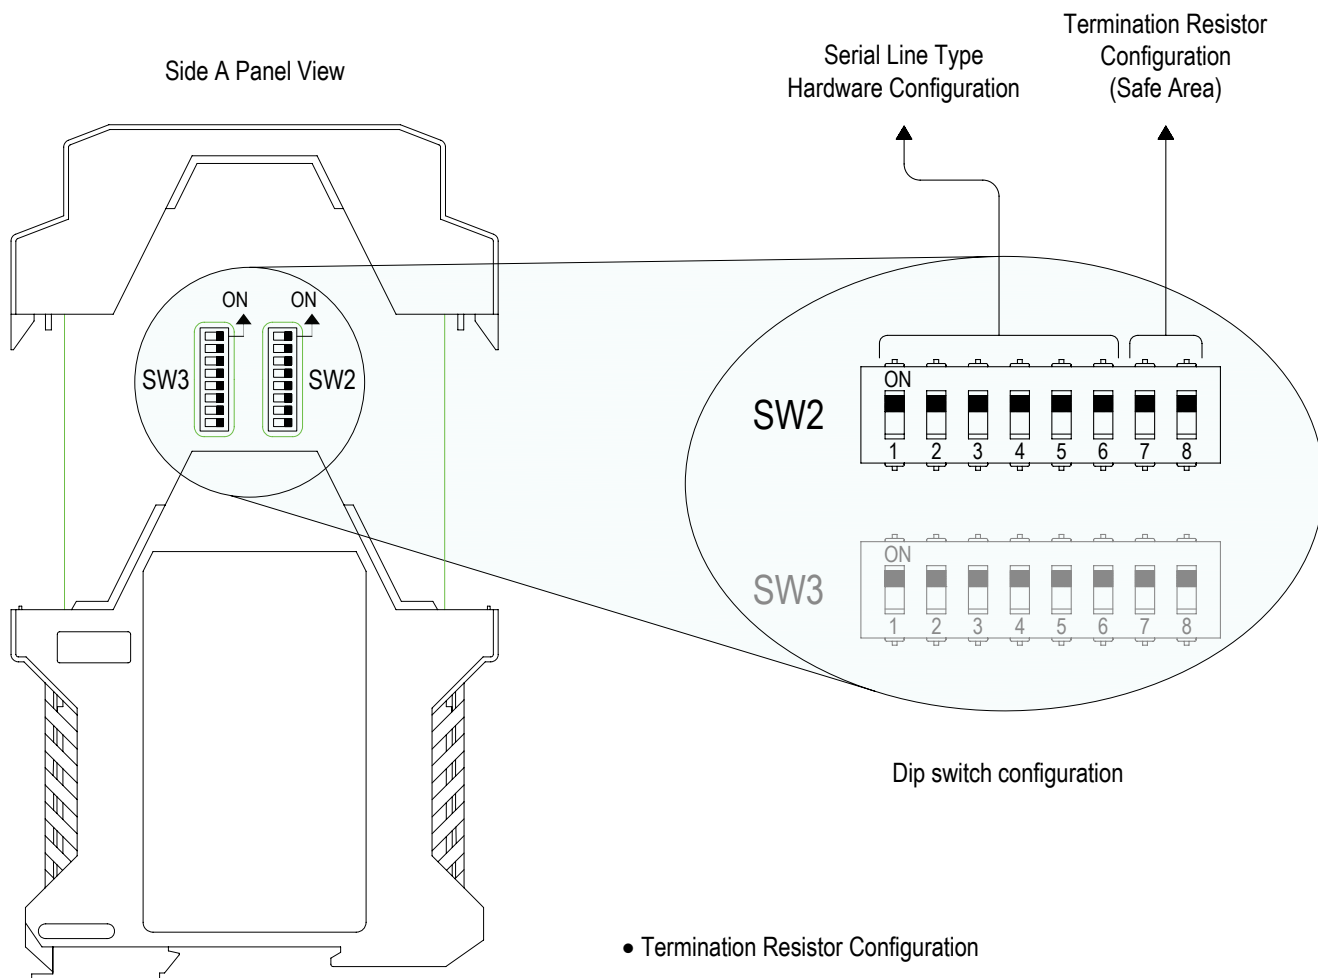 Side A Panel View
Serial Line Type
Hardware Configuration
Termination Resistor
Configuration
(Safe Area)
ON
ON
SW3
SW2
SW2
ON
1 2 3 4 5 6 7 8
SW3
ON
1 2 3 4 5 6 7 8
Dip switch configuration
• Termination Resistor Configuration